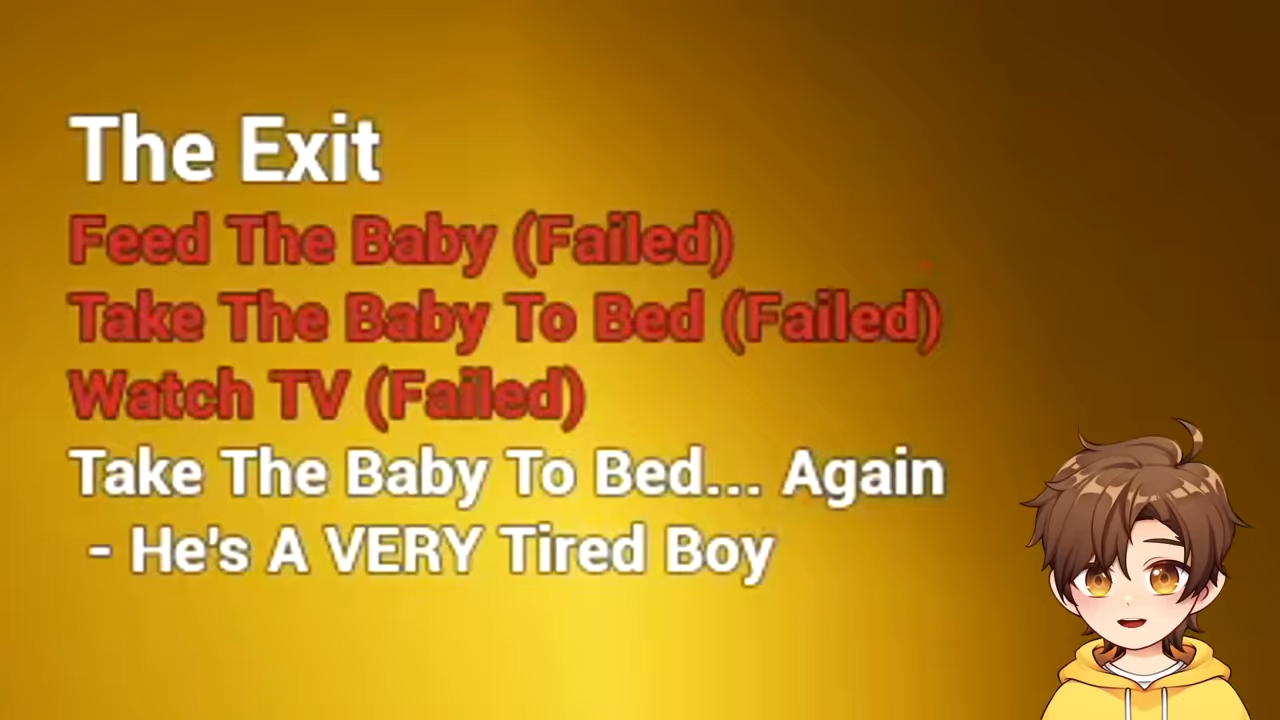 The Exit
Feed The Baby (Failed)
Take The Baby To Bed (Failed)
Watch TV (Failed)
Take The Baby To Bed... Again
- He's A VERY Tired Boy